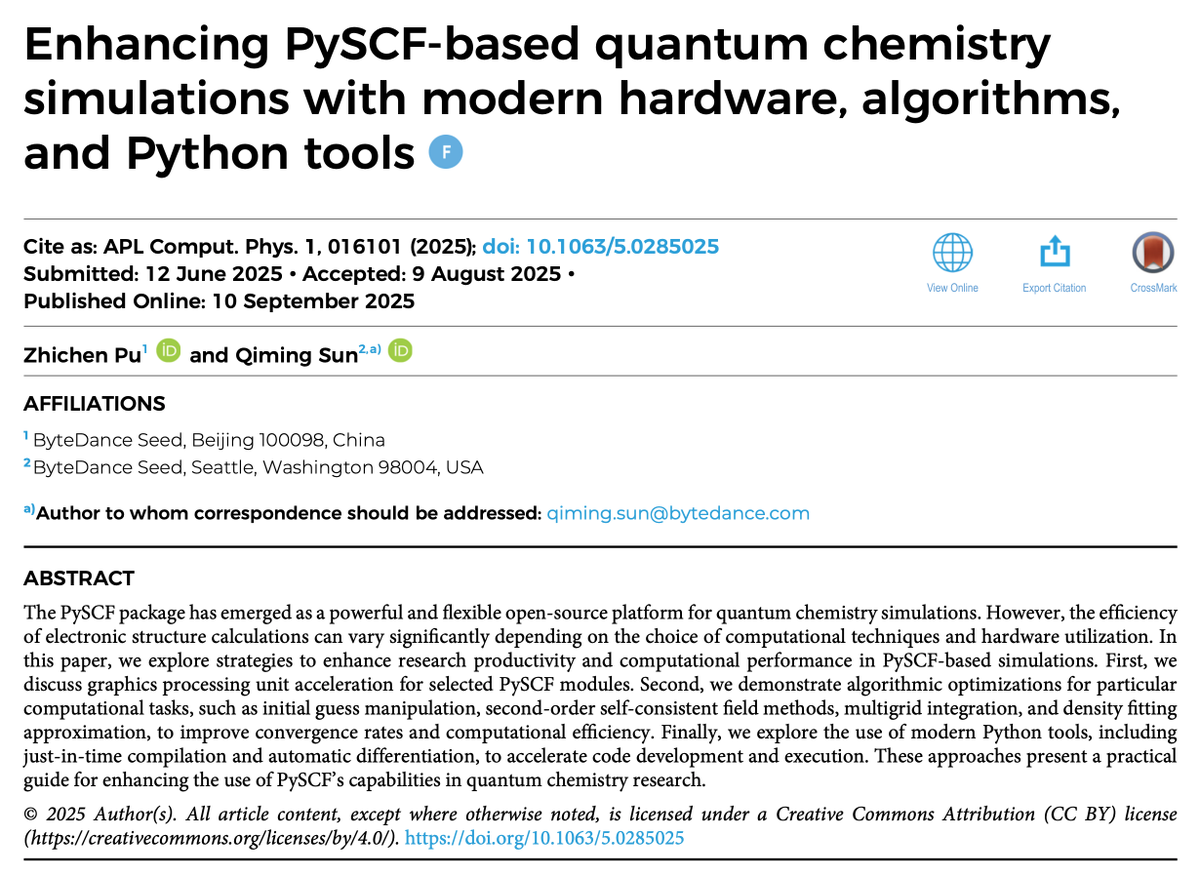 Enhancing PySCF-based quantum chemistry
simulations with modern hardware, algorithms,
and Python tools F
Cite as: APL Comput. Phys. 1, 016101 (2025); doi: 10.1063/5.0285025
Submitted: 12 June 2025 • Accepted: 9 August 2025 •
Published Online: 10 September 2025
View Online
Export Citation
CrossMark
Zhichen Pu1 iD and Qiming Sun2,a) iD
AFFILIATIONS
1 ByteDance Seed, Beijing 100098, China
2 ByteDance Seed, Seattle, Washington 98004, USA
a)Author to whom correspondence should be addressed: qiming.sun@bytedance.com
ABSTRACT
The PySCF package has emerged as a powerful and flexible open-source platform for quantum chemistry simulations. However, the efficiency
of electronic structure calculations can vary significantly depending on the choice of computational techniques and hardware utilization. In
this paper, we explore strategies to enhance research productivity and computational performance in PySCF-based simulations. First, we
discuss graphics processing unit acceleration for selected PySCF modules. Second, we demonstrate algorithmic optimizations for particular
computational tasks, such as initial guess manipulation, second-order self-consistent field methods, multigrid integration, and density fitting
approximation, to improve convergence rates and computational efficiency. Finally, we explore the use of modern Python tools, including
just-in-time compilation and automatic differentiation, to accelerate code development and execution. These approaches present a practical
guide for enhancing the use of PySCF's capabilities in quantum chemistry research.
© 2025 Author(s). All article content, except where otherwise noted, is licensed under a Creative Commons Attribution (CC BY) license
(https://creativecommons.org/licenses/by/4.0/). https://doi.org/10.1063/5.0285025